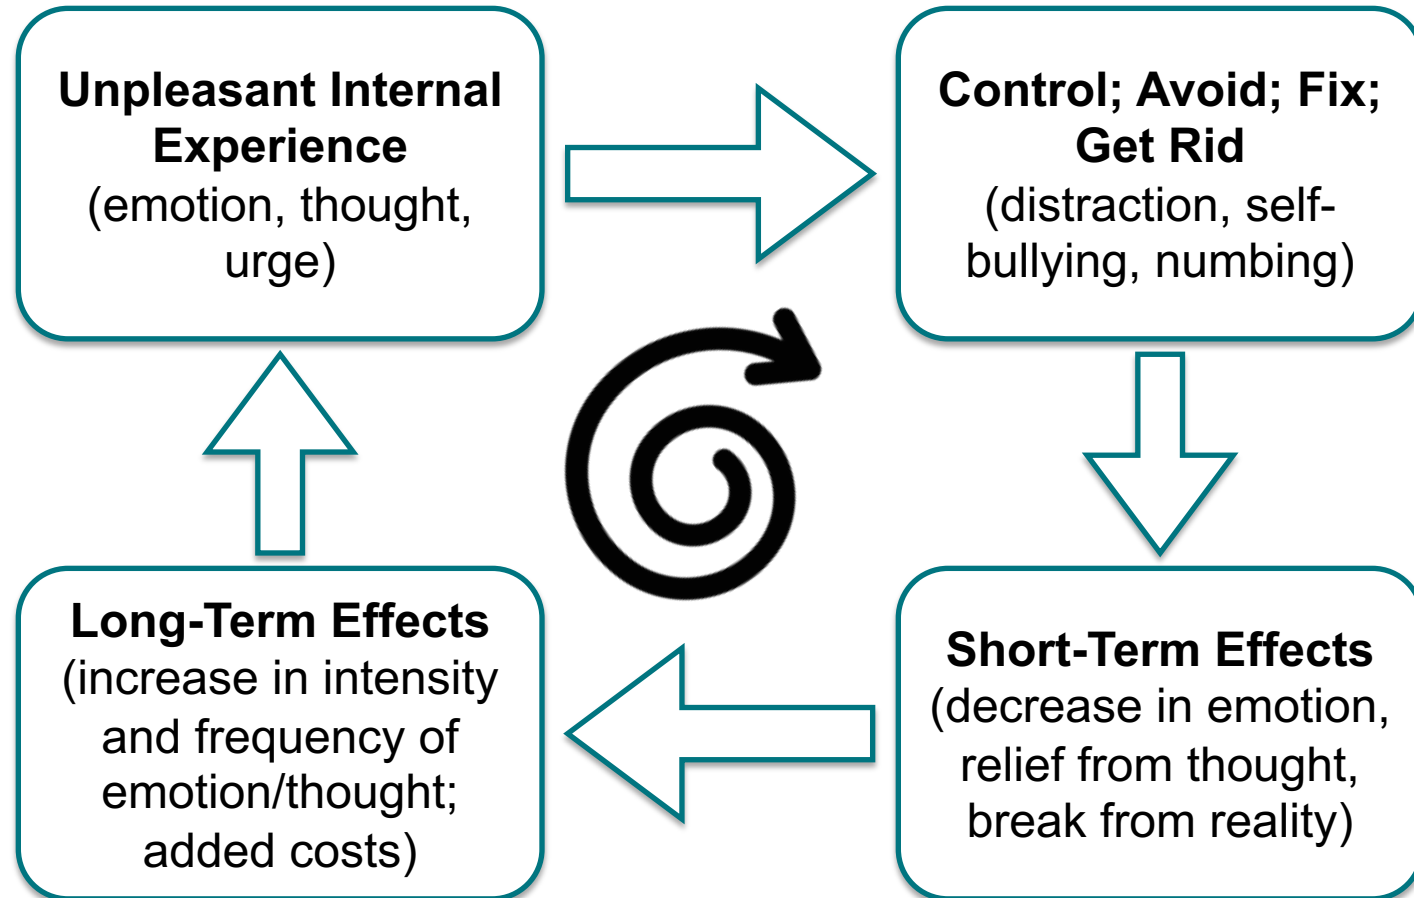 Unpleasant Internal
Experience
(emotion, thought,
urge)
Control; Avoid; Fix;
Get Rid
(distraction, self-
bullying, numbing)
Long-Term Effects
(increase in intensity
and frequency of
emotion/thought;
added costs)
Short-Term Effects
(decrease in emotion,
relief from thought,
break from reality)